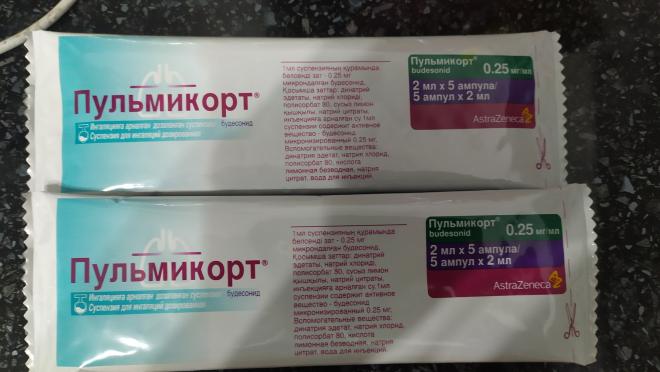 Пульмикорт®
Ингаляцияға арналған дозаланған суспензия будесонид
Суспензия для ингаляций дозированная
1мл суспензияның құрамында
белсенді зат - 0.25 мг
микрондалған будесонид.
Қосымша заттар: динатрий
эдетаты, натрий хлориді,
полисорбат 80, сусыз лимон
қышқылы, натрий цитраты,
инъекцияға арналған су.1мл
суспензии содержит активное
вещество - будесонид
микронизированный 0.25 мг.
Вспомогательные вещества:
динатрия эдетат, натрия хлорид,
полисорбат 80, кислота
лимонная безводная, натрия
цитрат, вода для инъекций.
Пульмикорт®
budesonid
0.25 мг/мл
2 мл х 5 ампула/
5 ампул х 2 мл
AstraZeneca
Пульмикорт®
Ингаляцияға арналған дозаланған суспензия будесонид
Суспензия для ингаляций дозированная
1мл суспензияның құрамында
белсенді зат - 0.25 мг
микрондалған будесонид.
Қосымша заттар: динатрий
эдетаты, натрий хлориді,
полисорбат 80, сусыз лимон
қышқылы, натрий цитраты,
инъекцияға арналған су.1мл
суспензии содержит активное
вещество - будесонид
микронизированный 0.25 мг.
Вспомогательные вещества:
динатрия эдетат, натрия хлорид,
полисорбат 80, кислота
лимонная безводная, натрия
цитрат, вода для инъекций.
Пульмикорт®
budesonid
0.25 мг/мл
2 мл х 5 ампула/
5 ампул х 2 мл
AstraZeneca